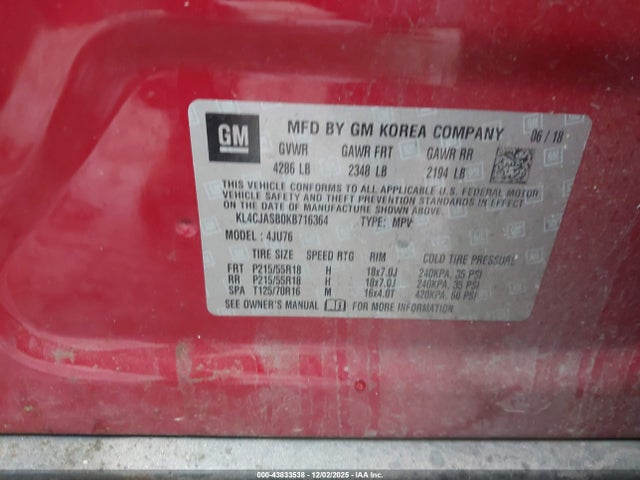 GM
MFD BY GM KOREA COMPANY 06/18
GVWR GAWR FRT GAWR RR
4286 LB 2348 LB 2194 LB
THIS VEHICLE CONFORMS TO ALL APPLICABLE U.S. FEDERAL MOTOR
VEHICLE SAFETY AND THEFT PREVENTION STANDARDS IN EFFECT
ON THE DATE OF MANUFACTURE SHOWN ABOVE.
KL4CJASB0KB716364 TYPE: MPV
MODEL: 4JU76
TIRE SIZE SPEED RTG RIM COLD TIRE PRESSURE
FRT P215/55R18 H 18x7.0J 240KPA, 35 PSI
RR P215/55R18 H 18x7.0J 240KPA, 35 PSI
SPA T125/70R16 M 16x4.0T 420KPA, 60 PSI
SEE OWNER'S MANUAL FOR MORE INFORMATION
000-43833538 - 12/02/2025 - IAA Inc.